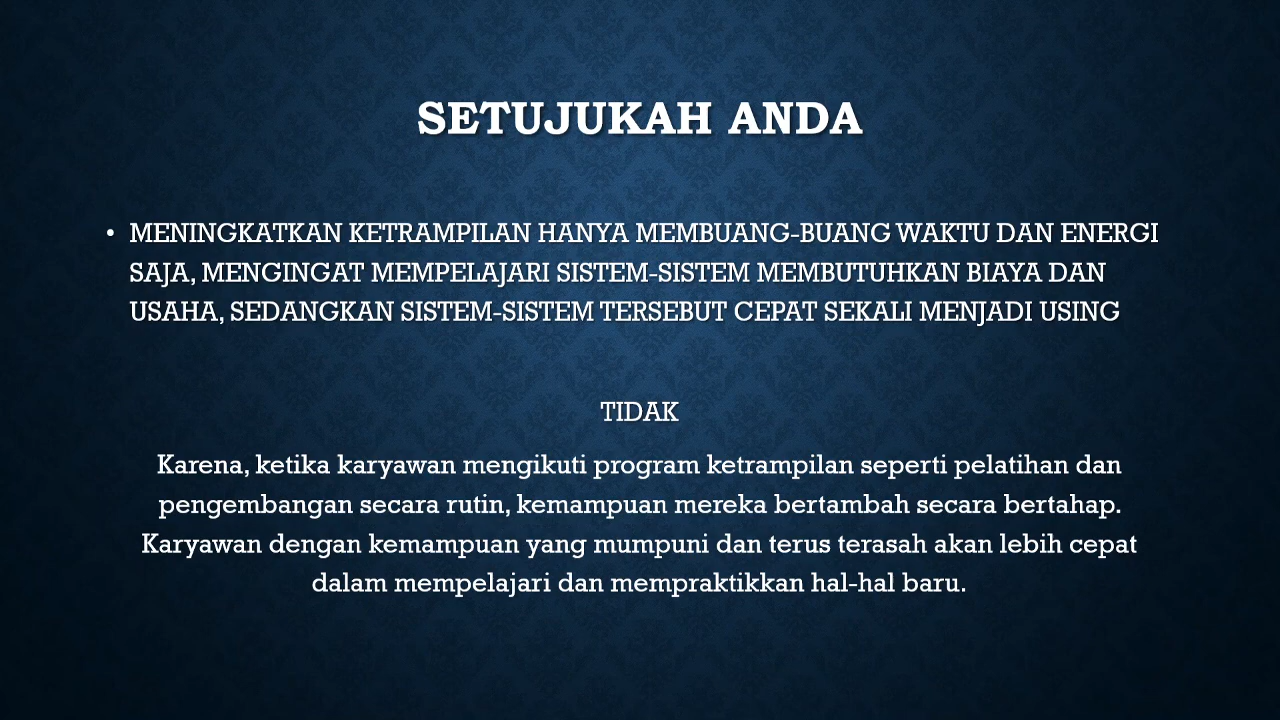 SETUJUKAH ANDA
• MENINGKATKAN KETRAMPILAN HANYA MEMBUANG-BUANG WAKTU DAN ENERGI
SAJA, MENGINGAT MEMPELAJARI SISTEM-SISTEM MEMBUTUHKAN BIAYA DAN
USAHA, SEDANGKAN SISTEM-SISTEM TERSEBUT CEPAT SEKALI MENJADI USING
TIDAK
Karena, ketika karyawan mengikuti program ketrampilan seperti pelatihan dan
pengembangan secara rutin, kemampuan mereka bertambah secara bertahap.
Karyawan dengan kemampuan yang mumpuni dan terus terasah akan lebih cepat
dalam mempelajari dan mempraktikkan hal-hal baru.